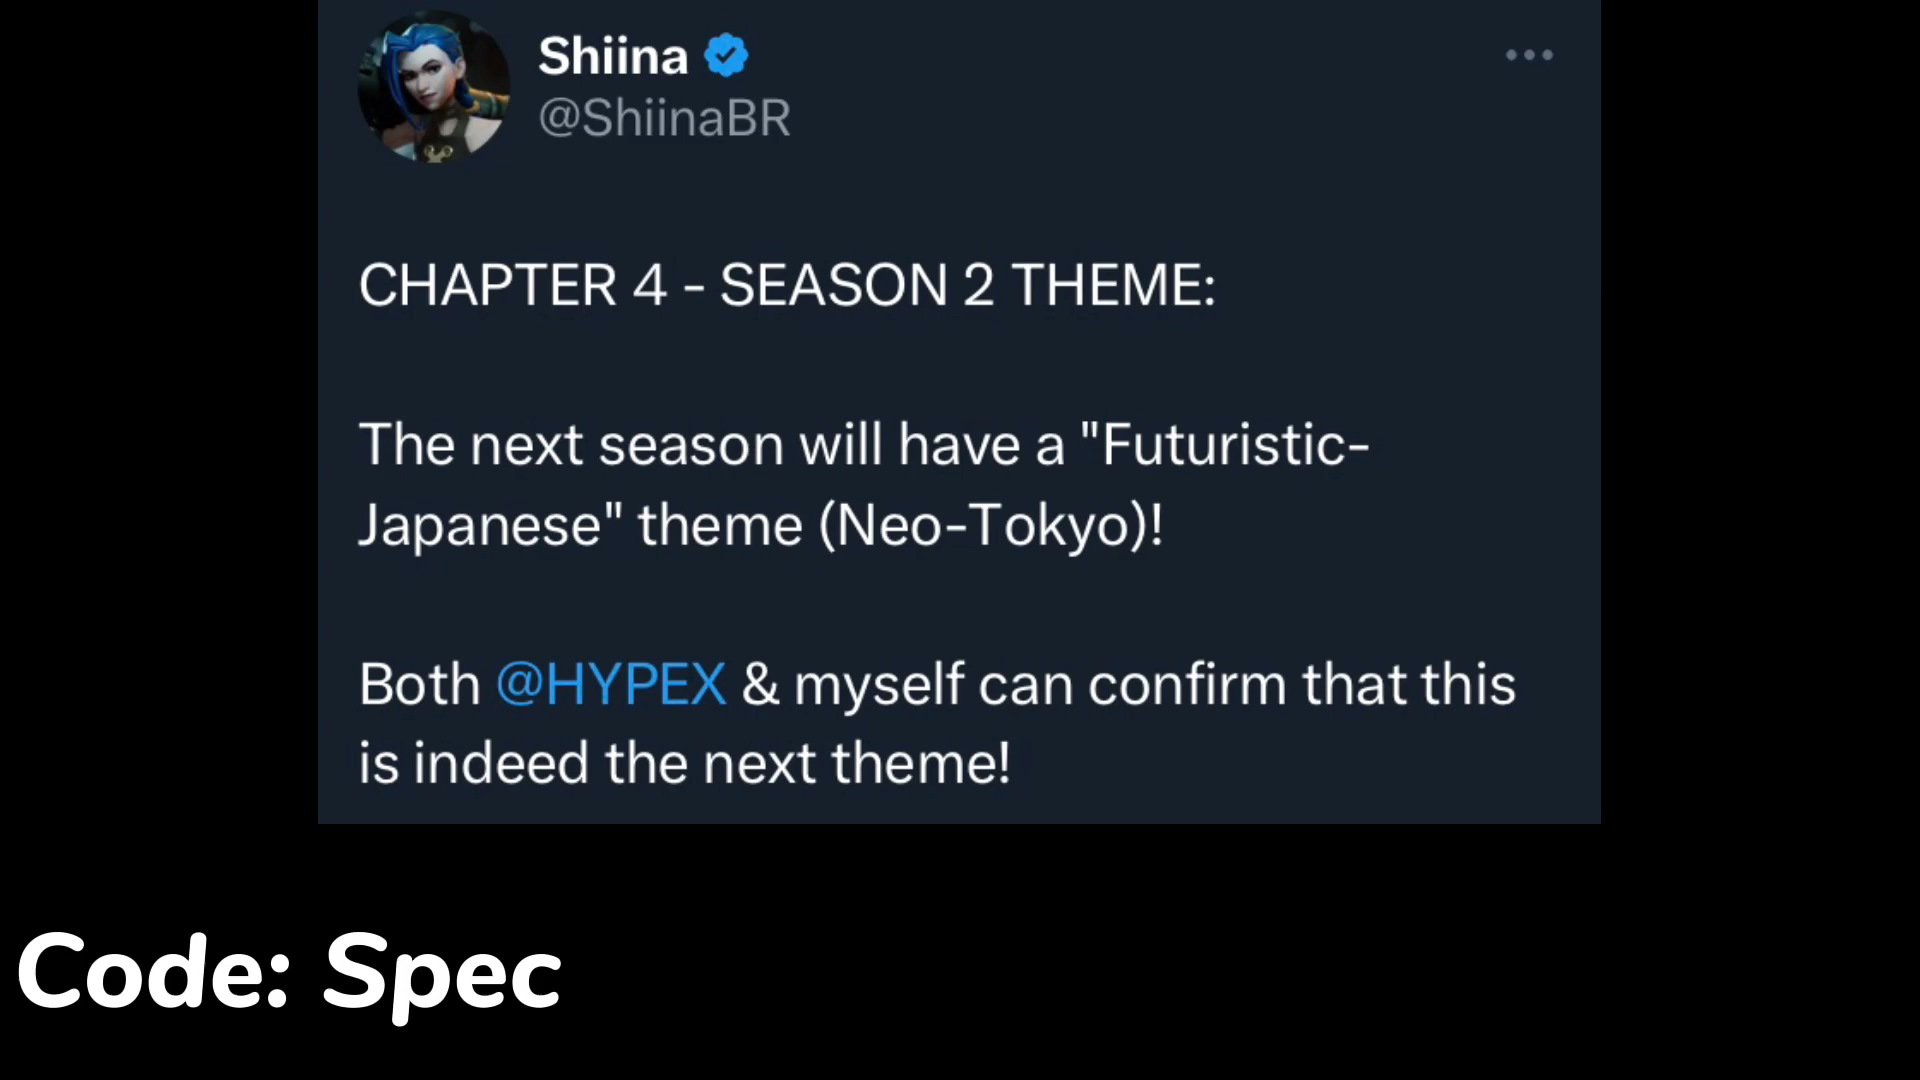 Shiina
@ShiinaBR
CHAPTER 4 - SEASON 2 THEME:
The next season will have a "Futuristic-
Japanese" theme (Neo-Tokyo)!
Both @HYPEX & myself can confirm that this
is indeed the next theme!
Code: Spec